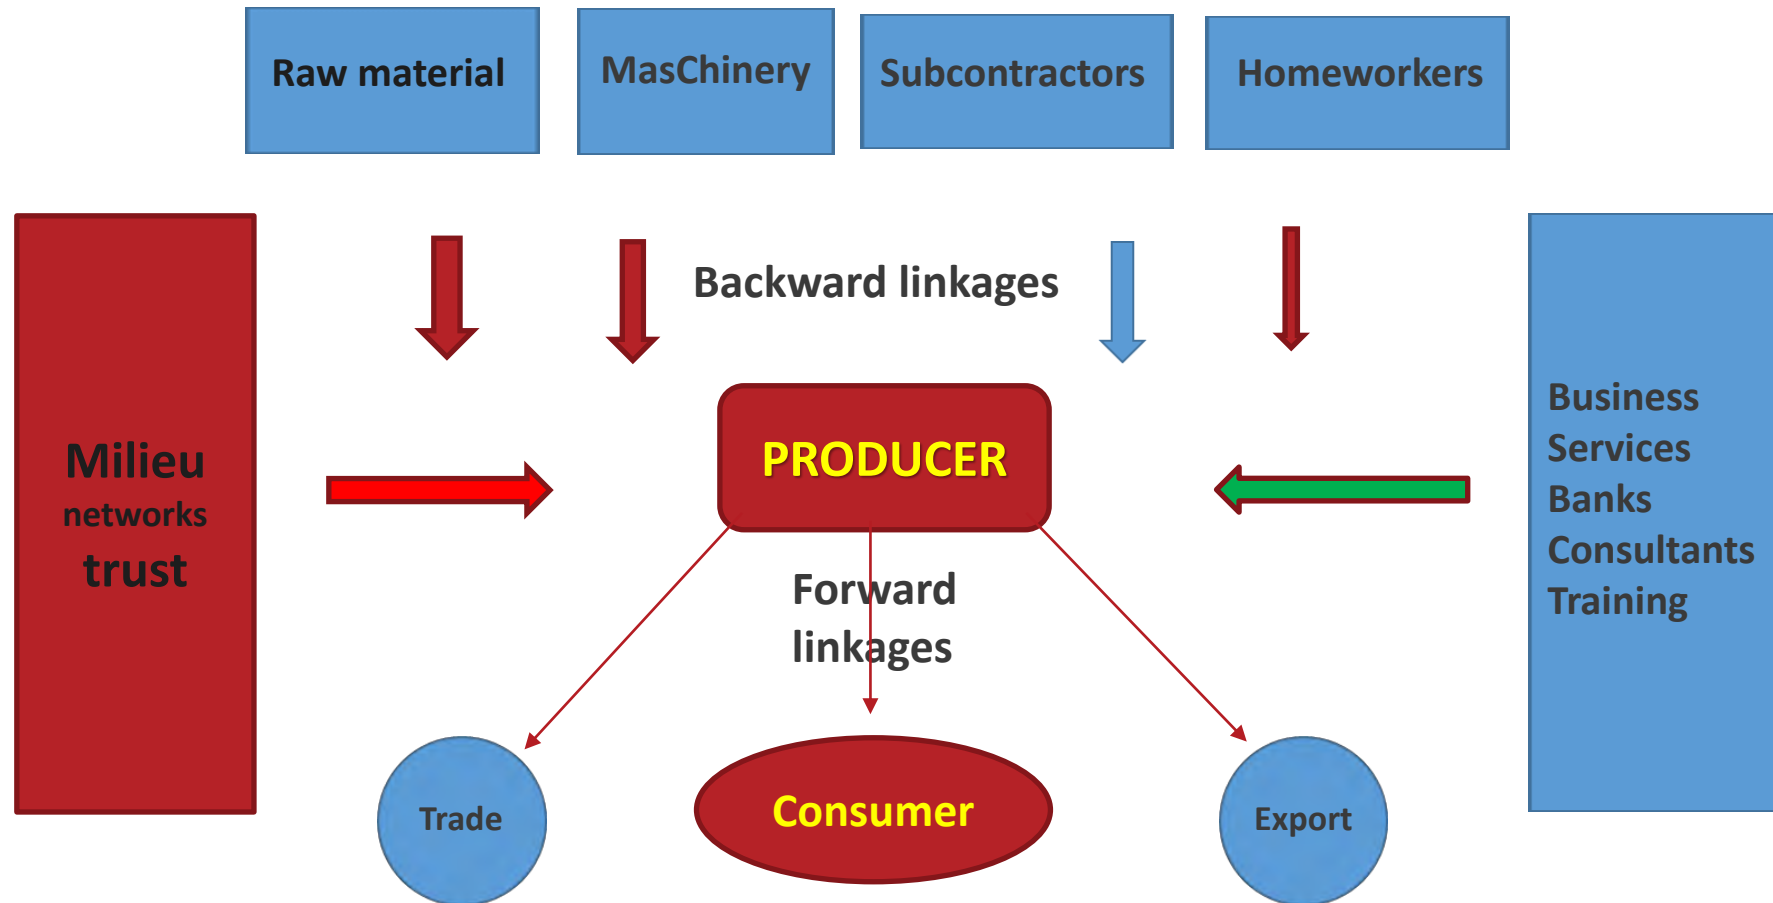 Raw material
MasChinery
Subcontractors
Homeworkers
Backward linkages
Milieu
networks
trust
PRODUCER
Business
Services
Banks
Consultants
Training
Forward
linkages
Trade
Consumer
Export